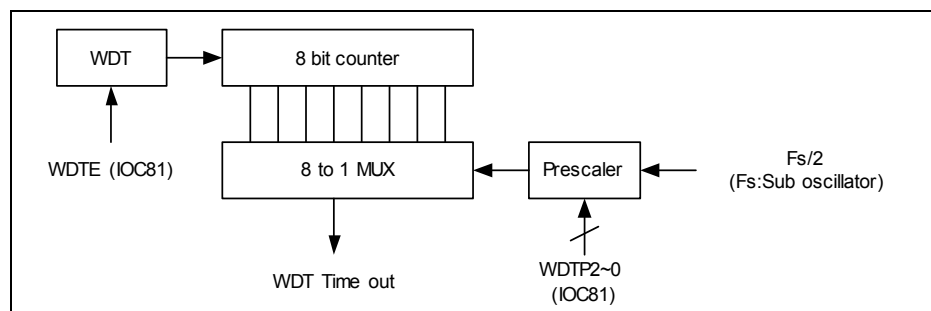 WDT
8 bit counter
WDTE (IOC81)
8 to 1 MUX
Prescaler
Fs/2
(Fs:Sub oscillator)
WDT Time out
WDTP2~0
(IOC81)